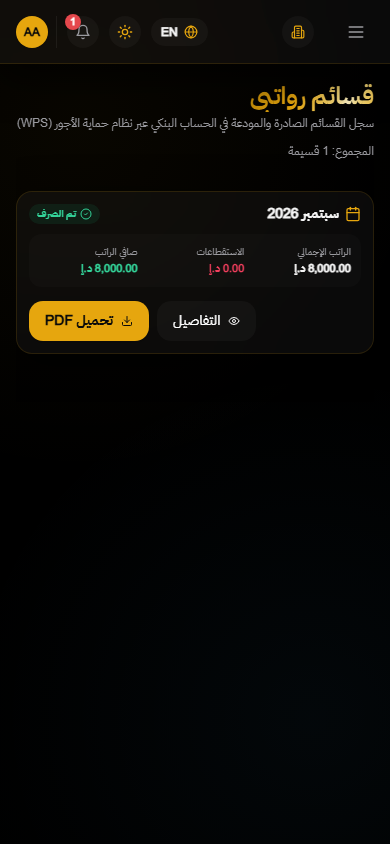 EN
1
AA
قسائم رواتبي
سجل القسائم الصادرة والمودعة في الحساب البنكي عبر نظام حماية الأجور (WPS)
المجموع: 1 قسيمة
سبتمبر 2026
تم الصرف
الراتب الإجمالي
الاستقطاعات
صافي الراتب
8,000.00 د.إ
0.00 د.إ
8,000.00 د.إ
التفاصيل
تحميل PDF